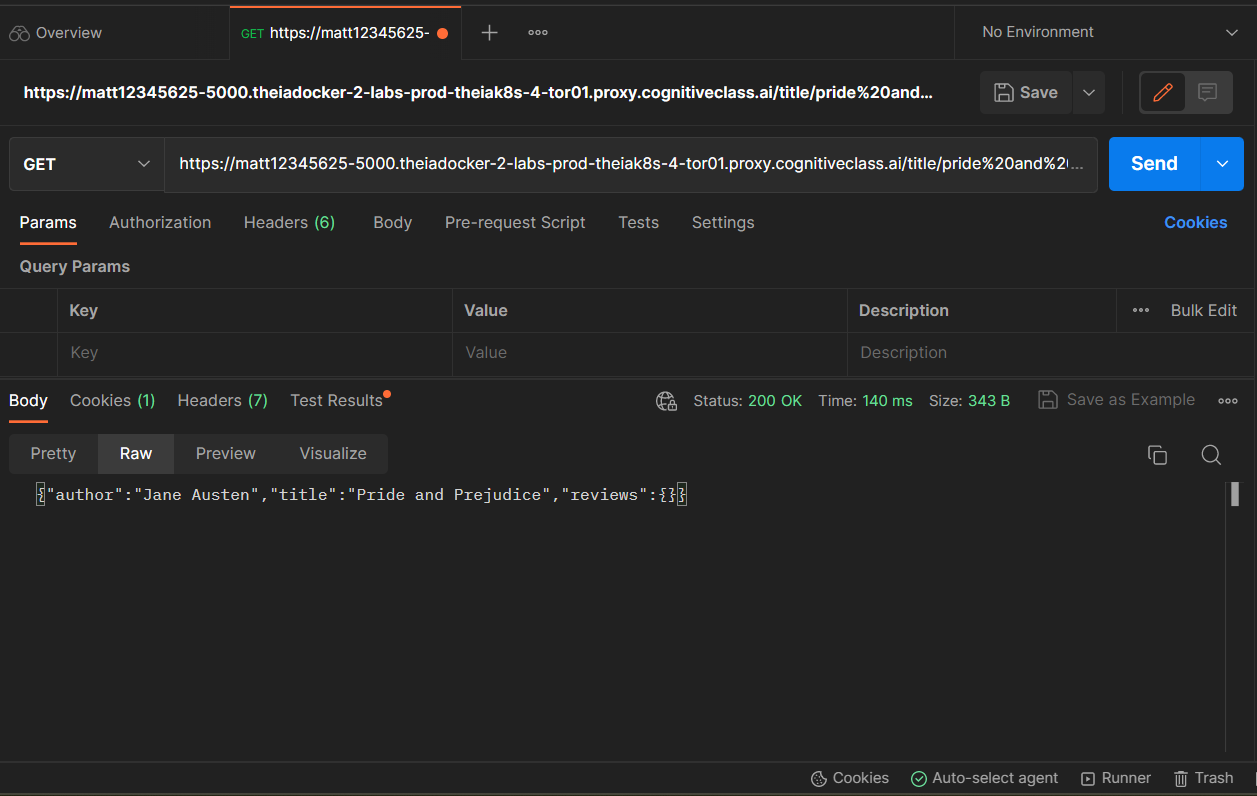 Overview GET https://matt12345625- No Environment
https://matt12345625-5000.theiadocker-2-labs-prod-theiak8s-4-tor01.proxy.cognitiveclass.ai/title/pride%20and... Save
GET https://matt12345625-5000.theiadocker-2-labs-prod-theiak8s-4-tor01.proxy.cognitiveclass.ai/title/pride%20and%2(... Send
Params Authorization Headers (6) Body Pre-request Script Tests Settings Cookies
Query Params
Key Value Description Bulk Edit
Key Value Description
Body Cookies (1) Headers (7) Test Results Status: 200 OK Time: 140 ms Size: 343 B Save as Example
Pretty Raw Preview Visualize
{"author":"Jane Austen","title":"Pride and Prejudice","reviews":{}}
Cookies Auto-select agent Runner Trash